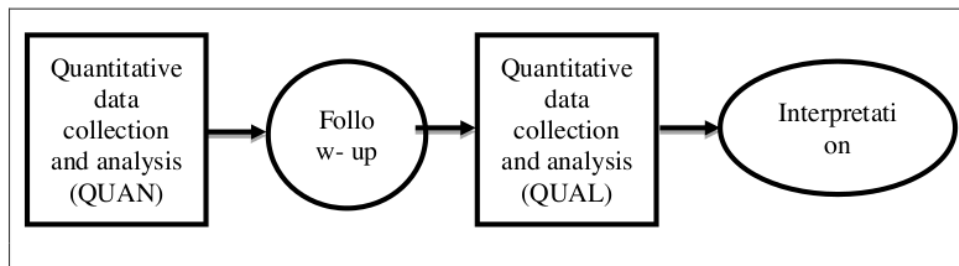 Quantitative
data
collection
and analysis
(QUAN)
Follo
w- up
Quantitative
data
collection
and analysis
(QUAL)
Interpretati
on